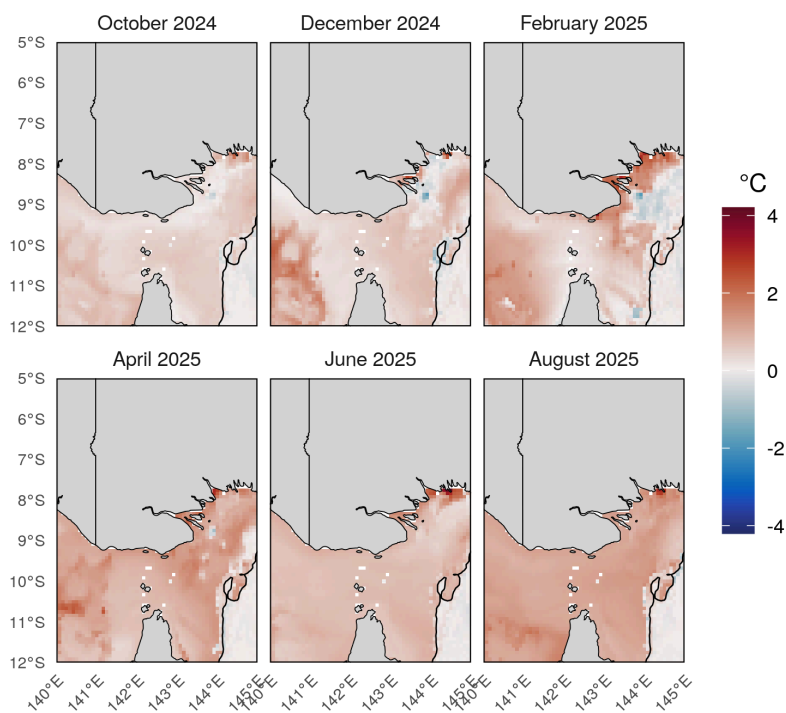 October 2024
December 2024
February 2025
5°S
6°S
7°S
8°S
9°S
10°S
11°S
12°S
°C
4
2
0
-2
-4
April 2025
June 2025
August 2025
5°S
6°S
7°S
8°S
9°S
10°S
11°S
12°S
140°E
141°E
142°E
143°E
144°E
145°E
140°E
141°E
142°E
143°E
144°E
145°E
140°E
141°E
142°E
143°E
144°E
145°E